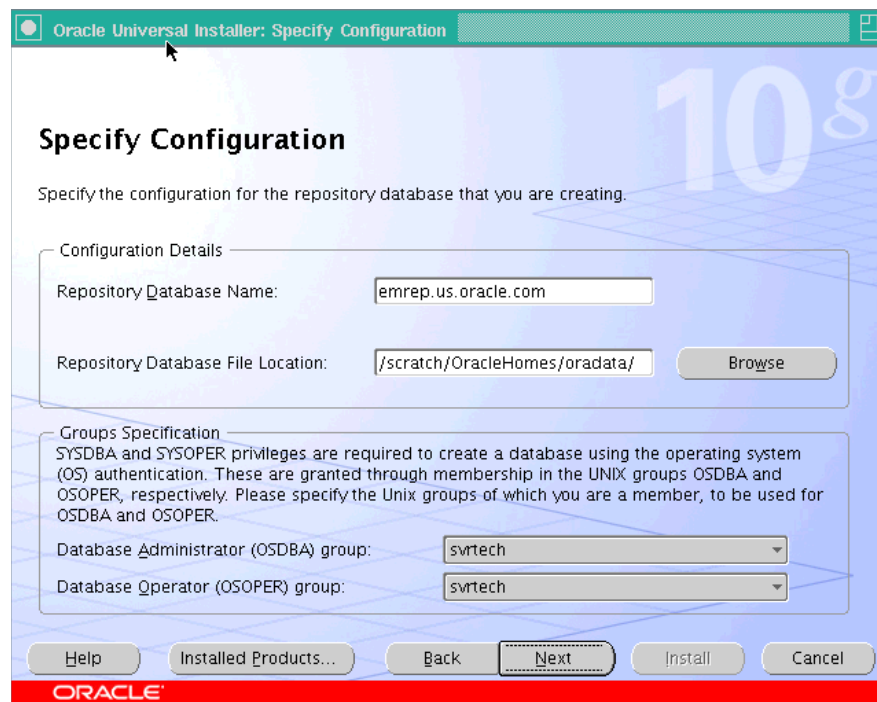 Oracle Universal Installer: Specify Configuration
10g
Specify Configuration
Specify the configuration for the repository database that you are creating.
Configuration Details
Repository Database Name:
emrep.us.oracle.com
Repository Database File Location:
/scratch/OracleHomes/oradata/
Browse
Groups Specification
SYSDBA and SYSOPER privileges are required to create a database using the operating system
(OS) authentication. These are granted through membership in the UNIX groups OSDBA and
OSOPER, respectively. Please specify the Unix groups of which you are a member, to be used for
OSDBA and OSOPER.
Database Administrator (OSDBA) group:
svrtech
Database Operator (OSOPER) group:
svrtech
Help
Installed Products...
Back
Next
Install
Cancel
ORACLE